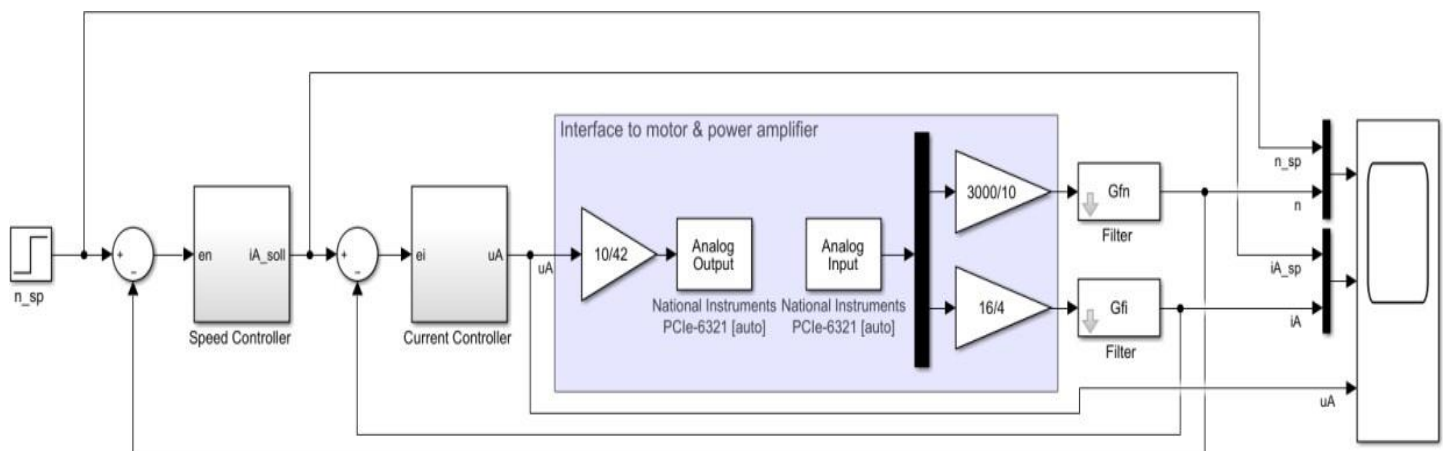 Interface to motor & power amplifier
n_sp
+
-
en
iA_soll
Speed Controller
+
-
ei
uA
Current Controller
uA
10/42
Analog
Output
National Instruments
PCIe-6321 [auto]
Analog
Input
National Instruments
PCIe-6321 [auto]
3000/10
16/4
Gfn
Filter
Gfi
Filter
n_sp
n
iA_sp
iA
uA